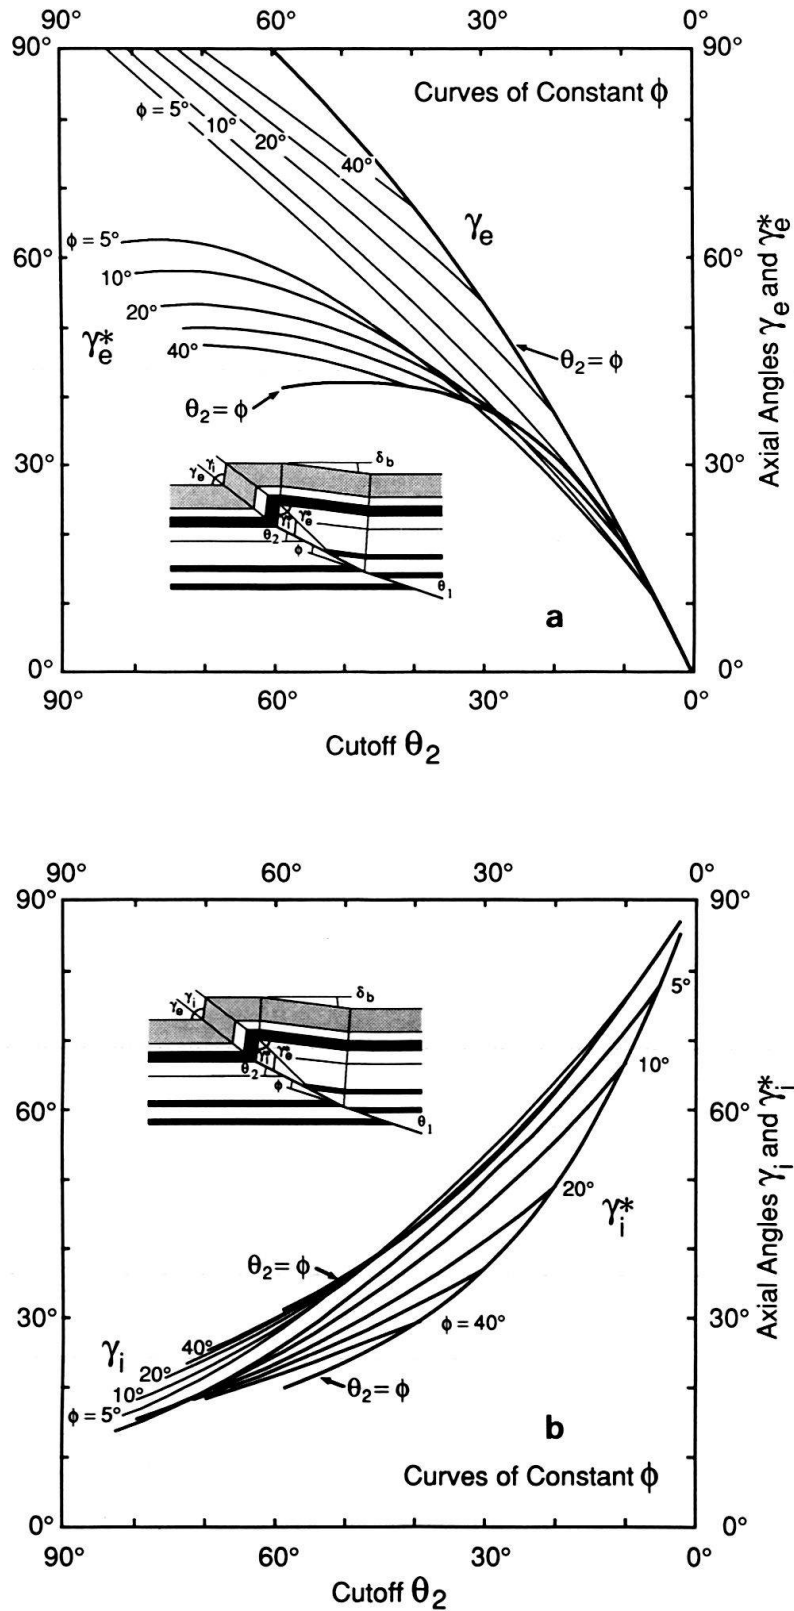 90° 60° 30° 0°
90° 90°
Curves of Constant ϕ
ϕ = 5°
10°
20°
40°
γe
ϕ = 5°
60° 60°
10°
20°
γe*
40°
θ2 = ϕ
θ2 = ϕ
Axial Angles γe and γe*
30° 30°
γe γi δb
γi* γe*
θ2
ϕ
θ1
a
0° 0°
90° 60° 30° 0°
Cutoff θ2
90° 60° 30° 0°
90° 90°
γe γi δb
γi* γe*
θ2
ϕ
θ1
5°
10°
60° 60°
20°
γi*
Axial Angles γi and γi*
θ2 = ϕ
30° 30°
ϕ = 40°
γi
40°
20°
10°
ϕ = 5°
θ2 = ϕ
b
Curves of Constant ϕ
0° 0°
90° 60° 30° 0°
Cutoff θ2